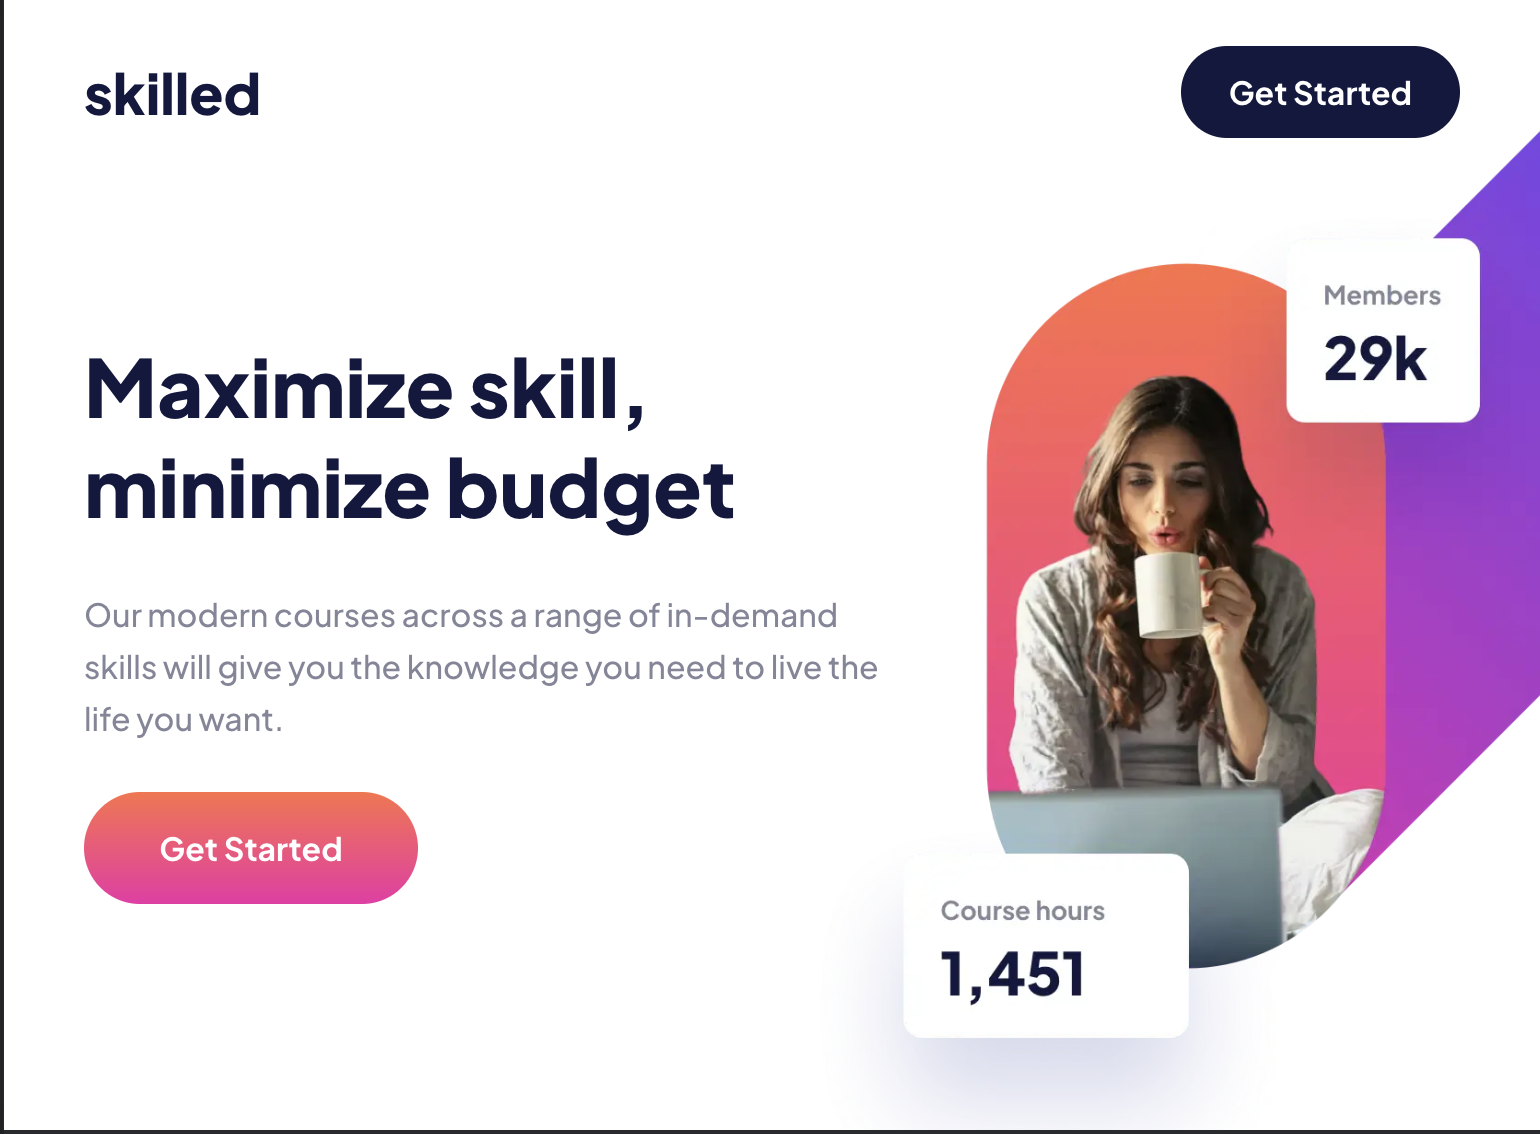 skilled
Get Started
Maximize skill,
minimize budget
Our modern courses across a range of in-demand
skills will give you the knowledge you need to live the
life you want.
Get Started
Members
29k
Course hours
1,451